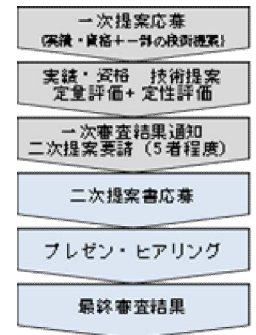 一次提案応募
(実績・資格+一部の技術提案)
実績・資格 技術提案
定量評価+定性評価
一次審査結果通知
二次提案要請(5者程度)
二次提案書応募
プレゼン・ヒアリング
最終審査結果